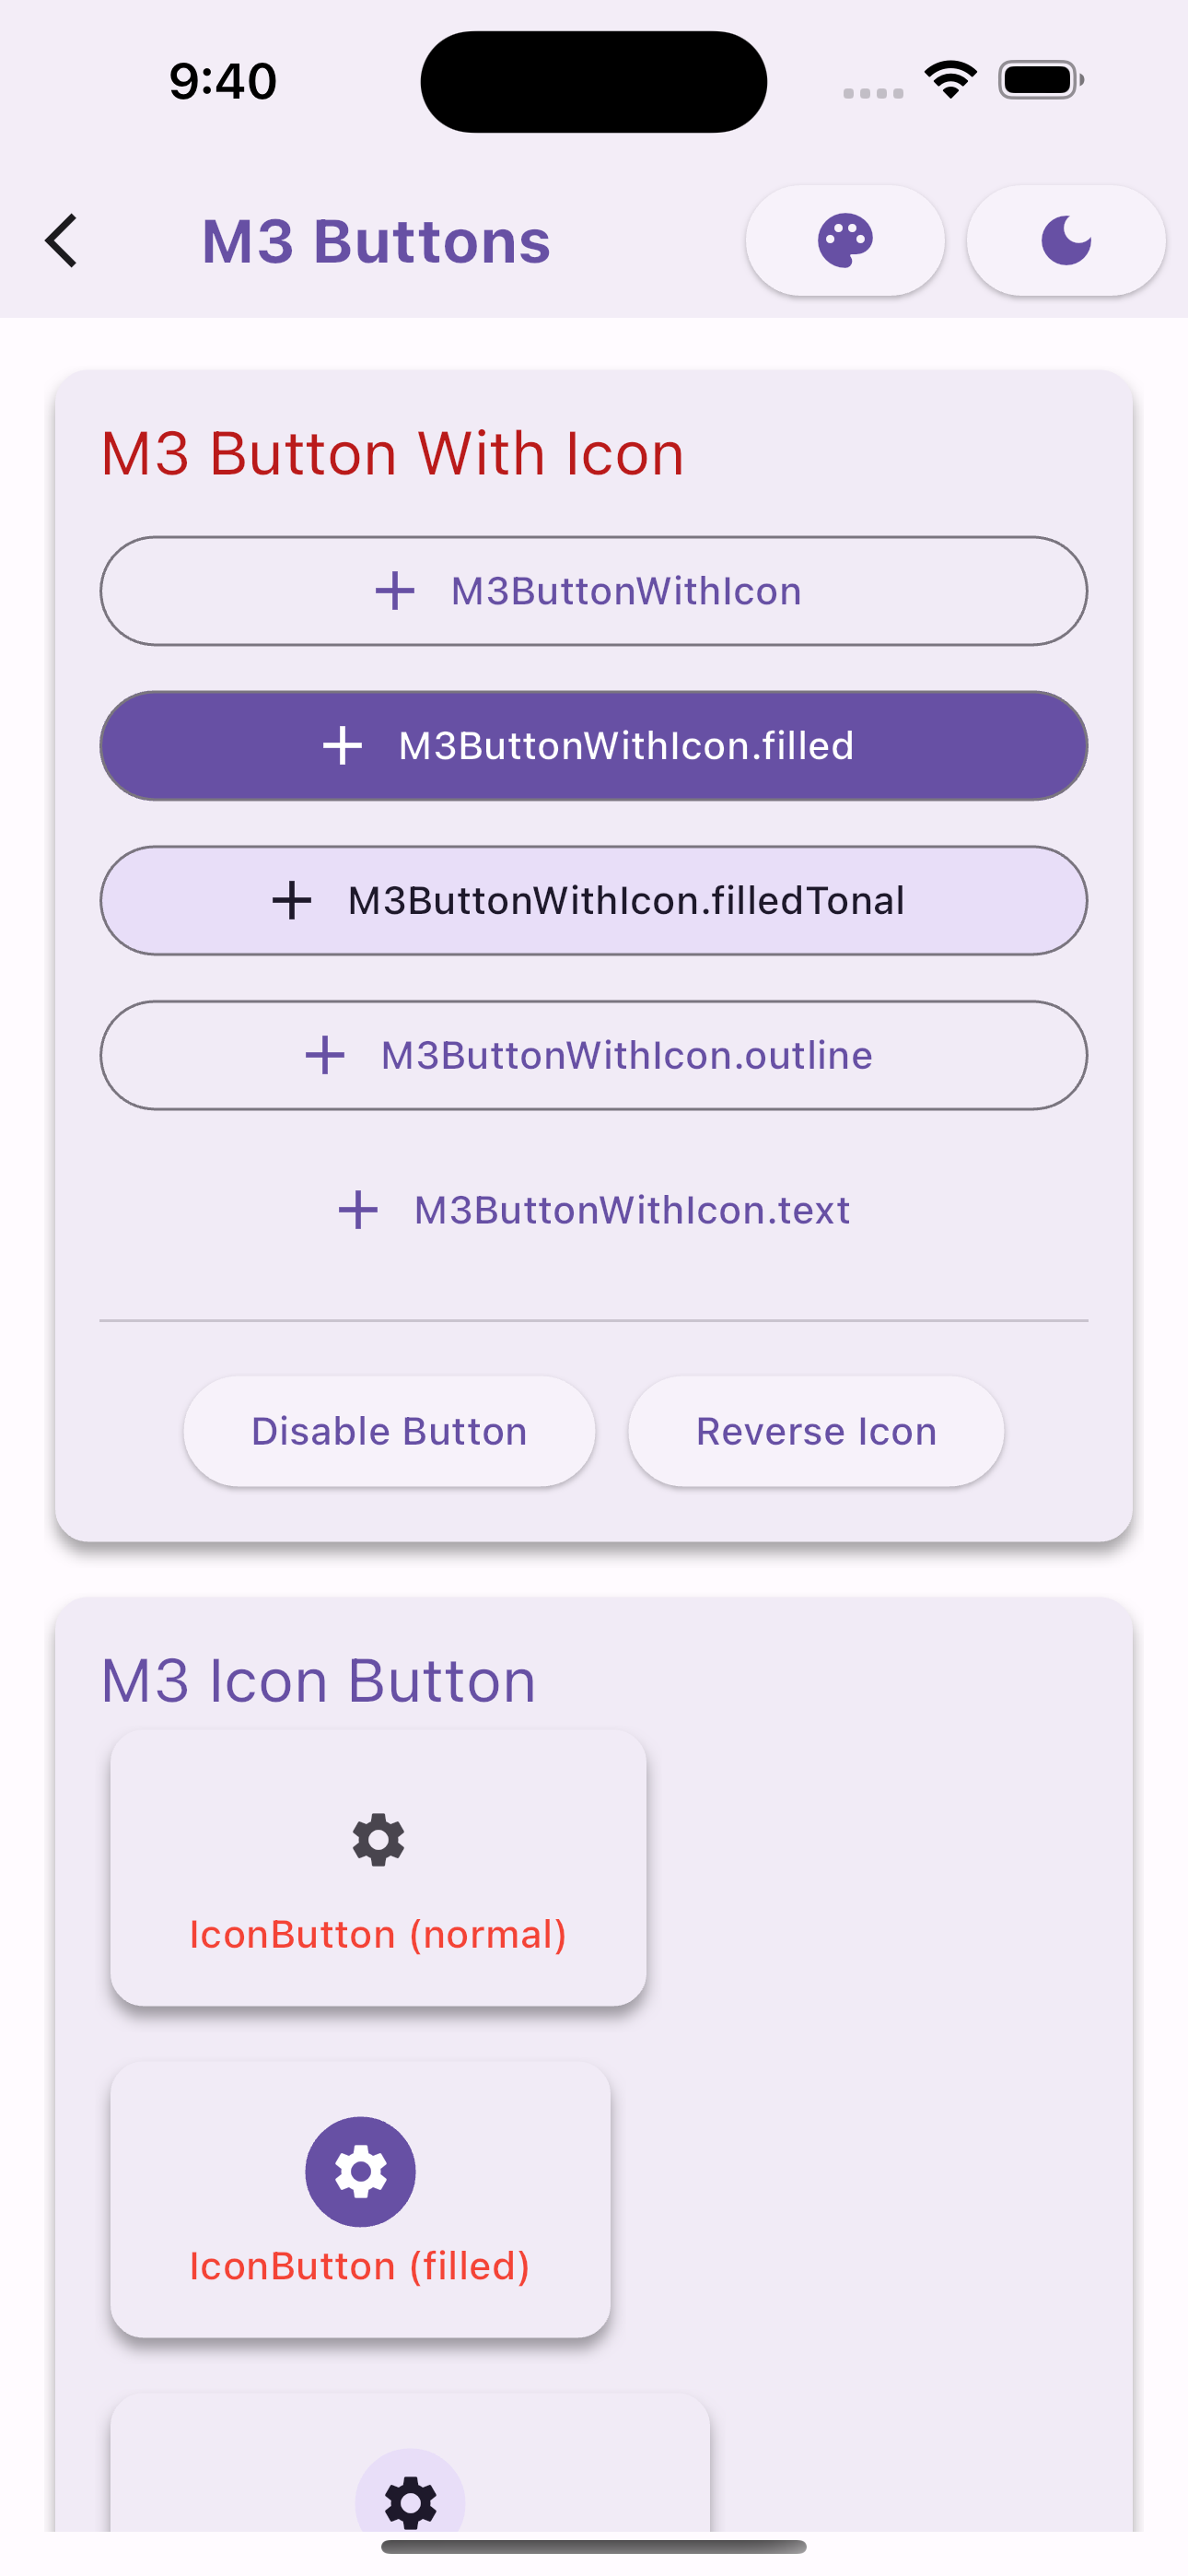 9:40
M3 Buttons
M3 Button With Icon
M3ButtonWithIcon
M3ButtonWithIcon.filled
M3ButtonWithIcon.filledTonal
M3ButtonWithIcon.outline
M3ButtonWithIcon.text
Disable Button
Reverse Icon
M3 Icon Button
IconButton (normal)
IconButton (filled)